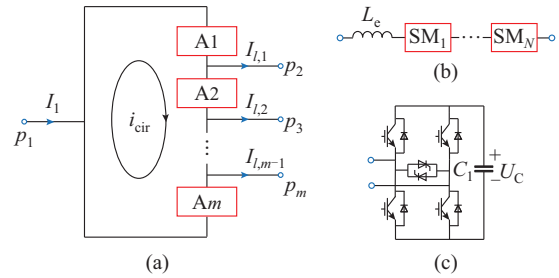 A1
I_{l,1}
p_2
I_1
p_1
i_cir
A2
I_{l,2}
p_3
⋮
I_{l,m-1}
p_m
Am
(a)
L_e
SM_1
⋯
SM_N
(b)
C_1
+
−
U_C
(c)